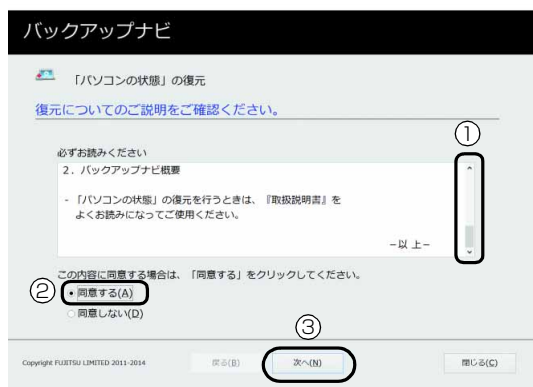 バックアップナビ
「パソコンの状態」の復元
復元についてのご説明をご確認ください。
①
必ずお読みください
2．バックアップナビ概要
- 「パソコンの状態」の復元を行うときは、『取扱説明書』を
よくお読みになってご使用ください。
－以 上－
この内容に同意する場合は、「同意する」をクリックしてください。
② 同意する(A)
同意しない(D)
③
Copyright FUJITSU LIMITED 2011-2014 戻る(B) 次へ(N) 閉じる(C)